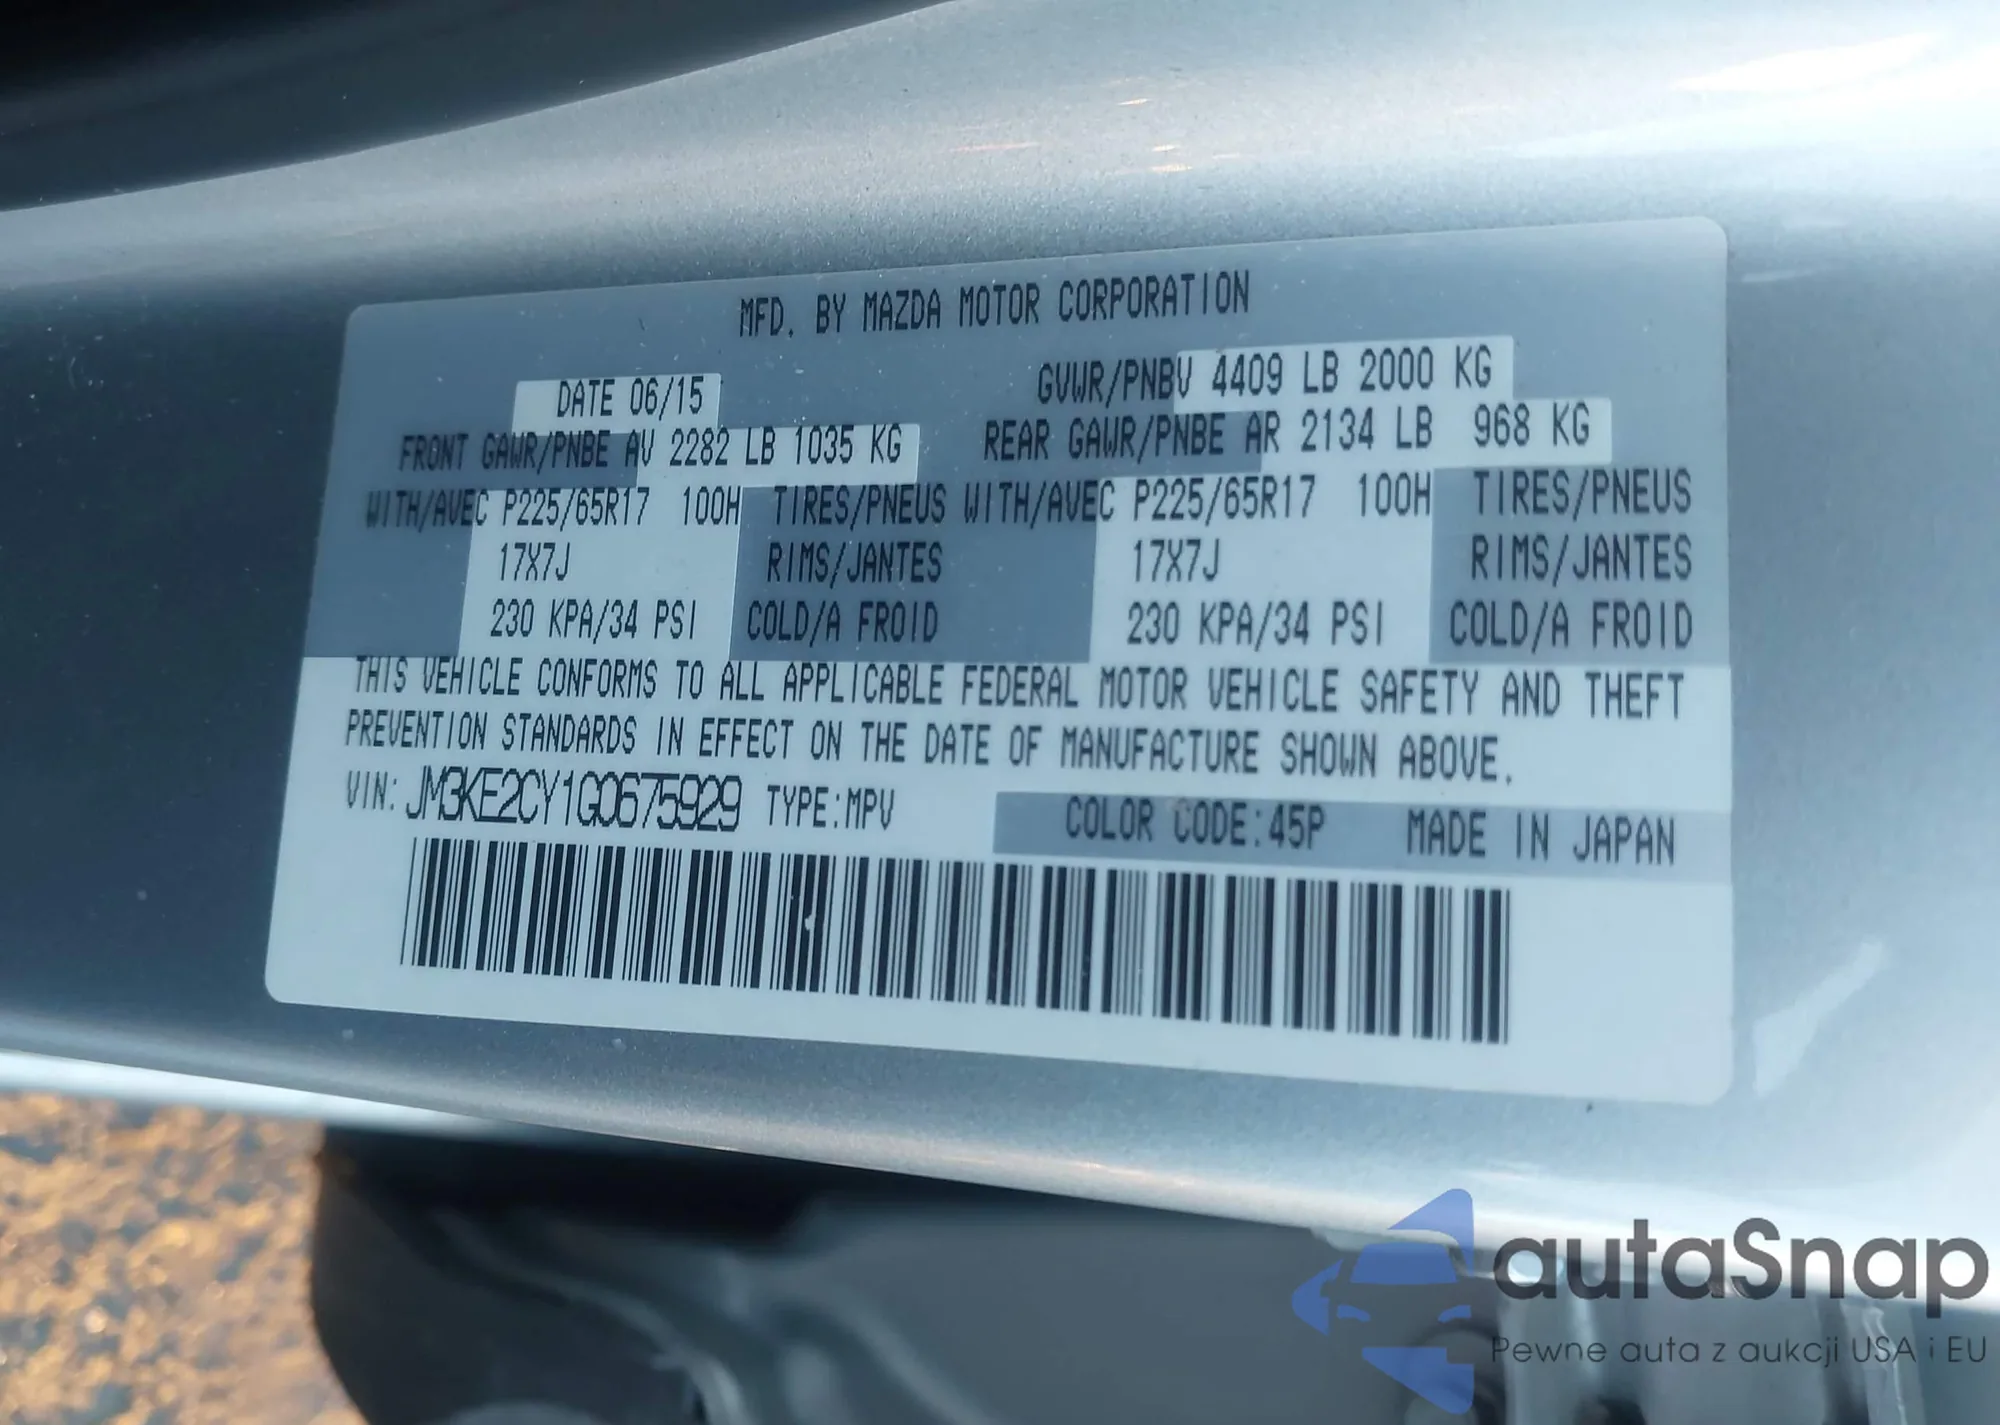 MFD. BY MAZDA MOTOR CORPORATION
DATE 06/15 GVWR/PNBV 4409 LB 2000 KG
FRONT GAWR/PNBE AV 2282 LB 1035 KG REAR GAWR/PNBE AR 2134 LB 968 KG
WITH/AVEC P225/65R17 100H TIRES/PNEUS WITH/AVEC P225/65R17 100H TIRES/PNEUS
17X7J RIMS/JANTES 17X7J RIMS/JANTES
230 KPA/34 PSI COLD/A FROID 230 KPA/34 PSI COLD/A FROID
THIS VEHICLE CONFORMS TO ALL APPLICABLE FEDERAL MOTOR VEHICLE SAFETY AND THEFT
PREVENTION STANDARDS IN EFFECT ON THE DATE OF MANUFACTURE SHOWN ABOVE.
VIN: JM3KE2CY1G0675929 TYPE:MPV COLOR CODE:45P MADE IN JAPAN
autaSnap
Pewne auta z aukcji USA i EU